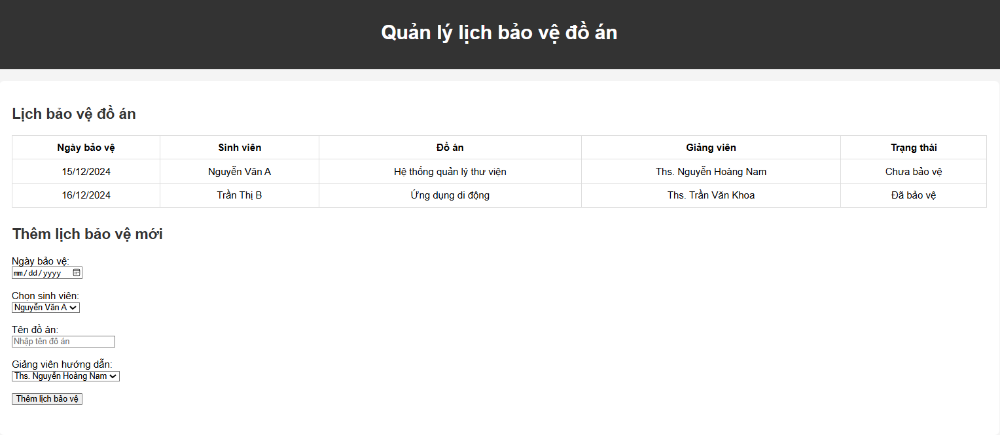 Quản lý lịch bảo vệ đồ án
Lịch bảo vệ đồ án
Ngày bảo vệ Sinh viên Đồ án Giảng viên Trạng thái
15/12/2024 Nguyễn Văn A Hệ thống quản lý thư viện Ths. Nguyễn Hoàng Nam Chưa bảo vệ
16/12/2024 Trần Thị B Ứng dụng di động Ths. Trần Văn Khoa Đã bảo vệ
Thêm lịch bảo vệ mới
Ngày bảo vệ:
mm/dd/yyyy
Chọn sinh viên:
Nguyễn Văn A
Tên đồ án:
Nhập tên đồ án
Giảng viên hướng dẫn:
Ths. Nguyễn Hoàng Nam
Thêm lịch bảo vệ